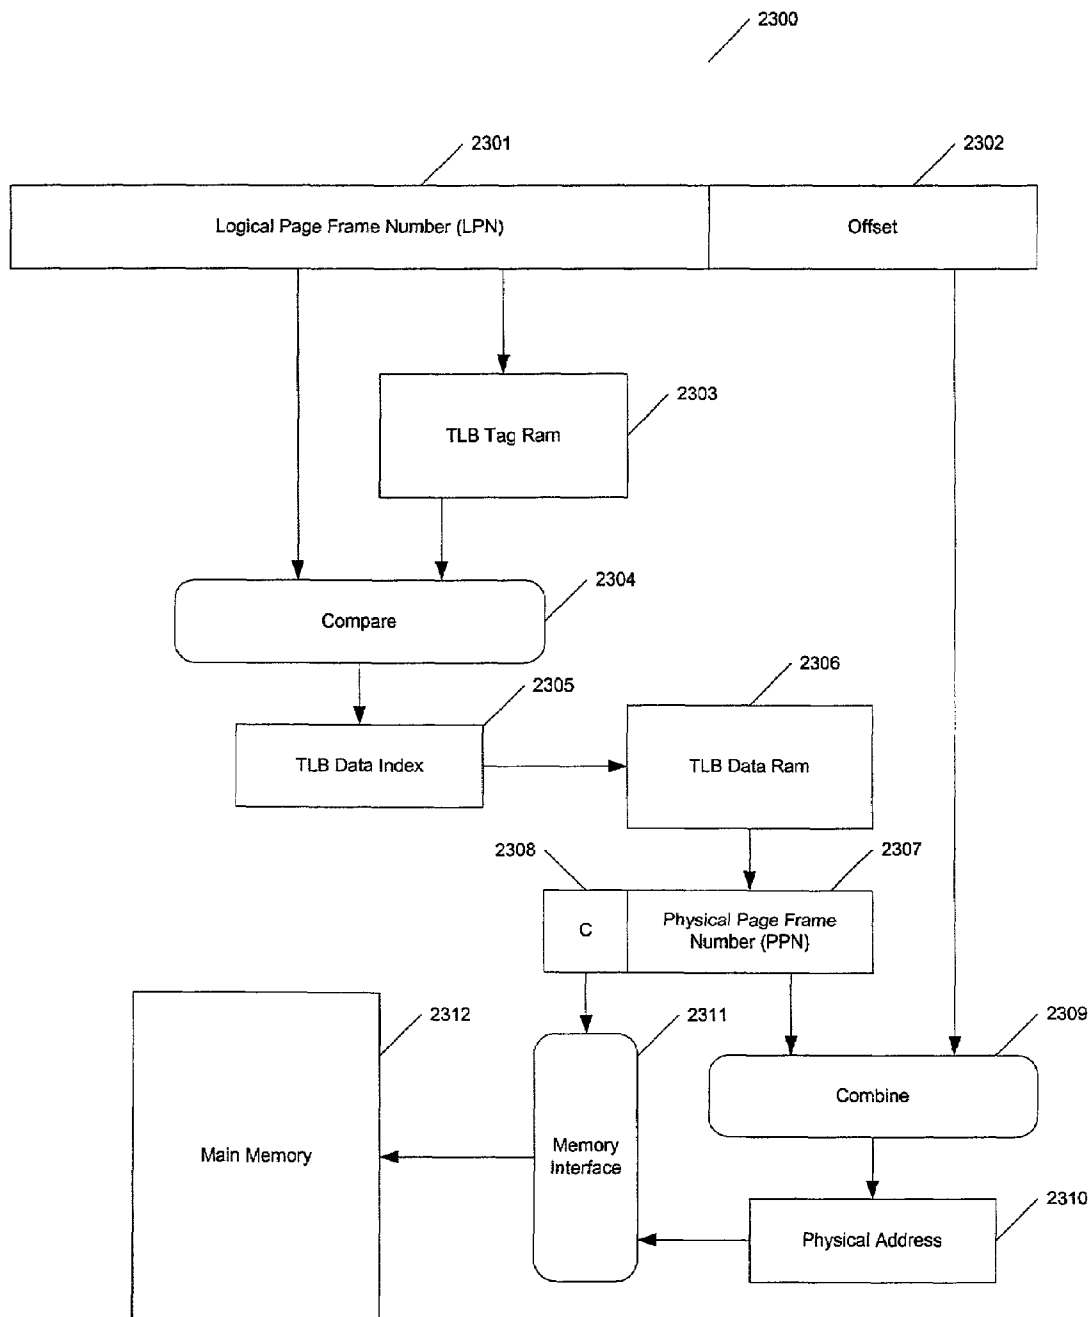 2300
2301
2302
Logical Page Frame Number (LPN)
Offset
2303
TLB Tag Ram
2304
Compare
2305
2306
TLB Data Index
TLB Data Ram
2308
2307
C
Physical Page Frame
Number (PPN)
2312
2311
2309
Combine
Main Memory
Memory
Interface
2310
Physical Address